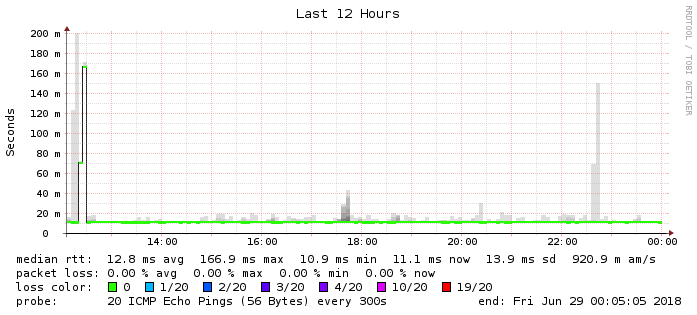 Last 12 Hours
RRDTOOL / TOBI OETIKER
Seconds
200 m
180 m
160 m
140 m
120 m
100 m
80 m
60 m
40 m
20 m
0
14:00 16:00 18:00 20:00 22:00 00:00
median rtt: 12.8 ms avg 166.9 ms max 10.9 ms min 11.1 ms now 13.9 ms sd 920.9 m am/s
packet loss: 0.00 % avg 0.00 % max 0.00 % min 0.00 % now
loss color: 0 1/20 2/20 3/20 4/20 10/20 19/20
probe: 20 ICMP Echo Pings (56 Bytes) every 300s end: Fri Jun 29 00:05:05 2018